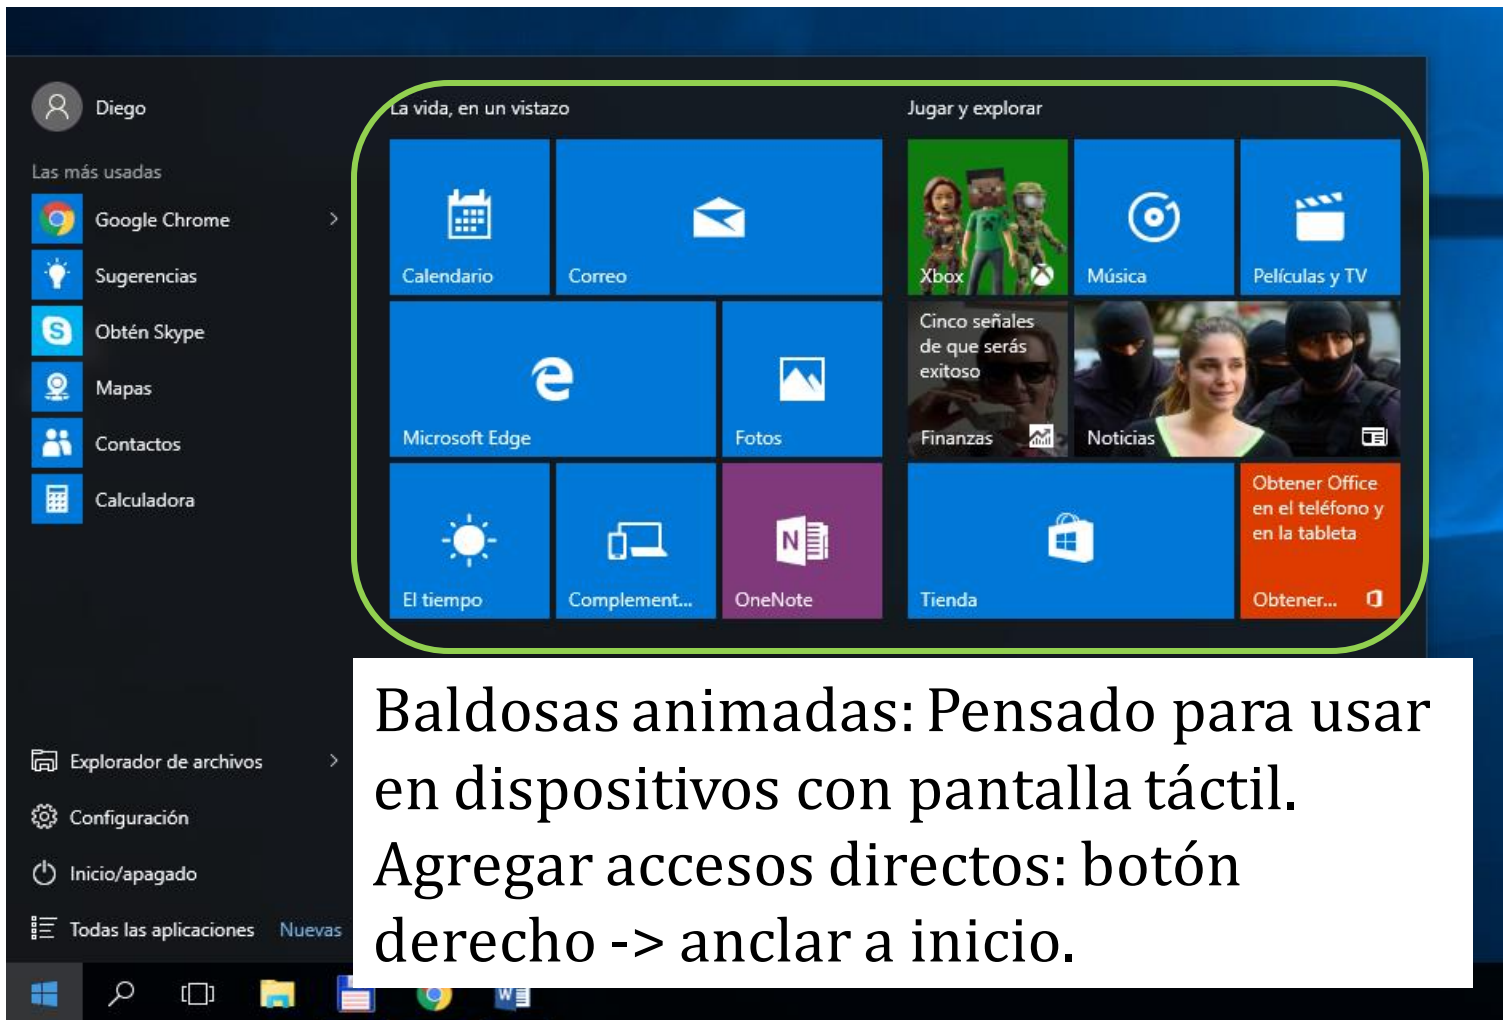 Diego
Las más usadas
Google Chrome
Sugerencias
Obtén Skype
Mapas
Contactos
Calculadora
Explorador de archivos
Configuración
Inicio/apagado
Todas las aplicaciones Nuevas
La vida, en un vistazo
Calendario
Correo
Microsoft Edge
Fotos
El tiempo
Complement...
N
OneNote
Jugar y explorar
Xbox
Música
Películas y TV
Cinco señales
de que serás
exitoso
Finanzas
Noticias
Tienda
Obtener Office
en el teléfono y
en la tableta
Obtener...
Baldosas animadas: Pensado para usar
en dispositivos con pantalla táctil.
Agregar accesos directos: botón
derecho -> anclar a inicio.